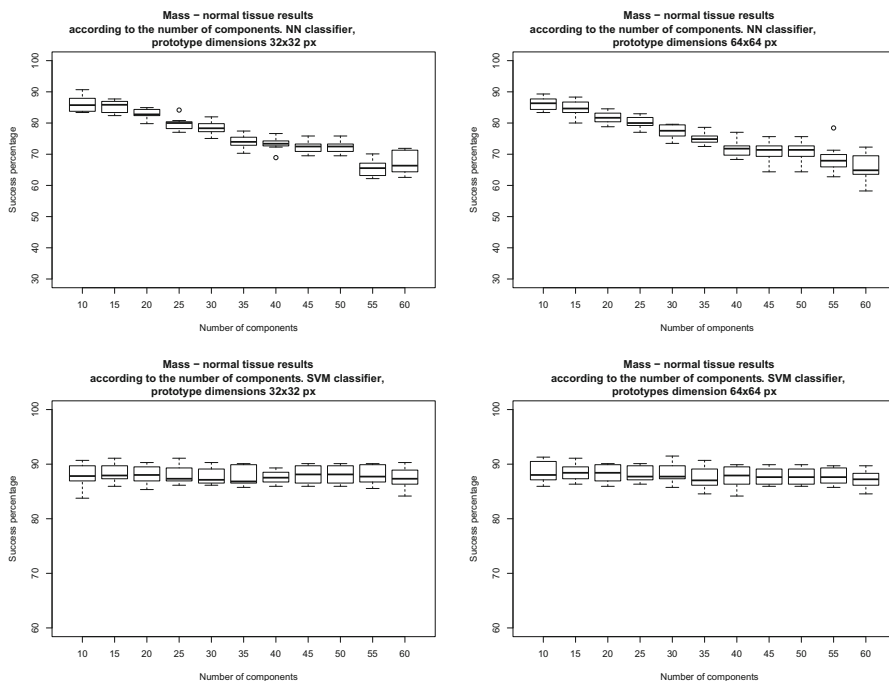 Mass − normal tissue results
according to the number of components. NN classifier,
prototype dimensions 32x32 px
100
90
80
70
60
50
40
30
Success percentage
10 15 20 25 30 35 40 45 50 55 60
Number of components
Mass − normal tissue results
according to the number of components. NN classifier,
prototype dimensions 64x64 px
100
90
80
70
60
50
40
30
Success percentage
10 15 20 25 30 35 40 45 50 55 60
Number of omponents
Mass − normal tissue results
according to the number of components. SVM classifier,
prototype dimensions 32x32 px
100
90
80
70
60
Success percentage
10 15 20 25 30 35 40 45 50 55 60
Number of components
Mass − normal tissue results
according to the number of components. SVM classifier,
prototypes dimension 64x64 px
100
90
80
70
60
Success percentage
10 15 20 25 30 35 40 45 50 55 60
Number of components